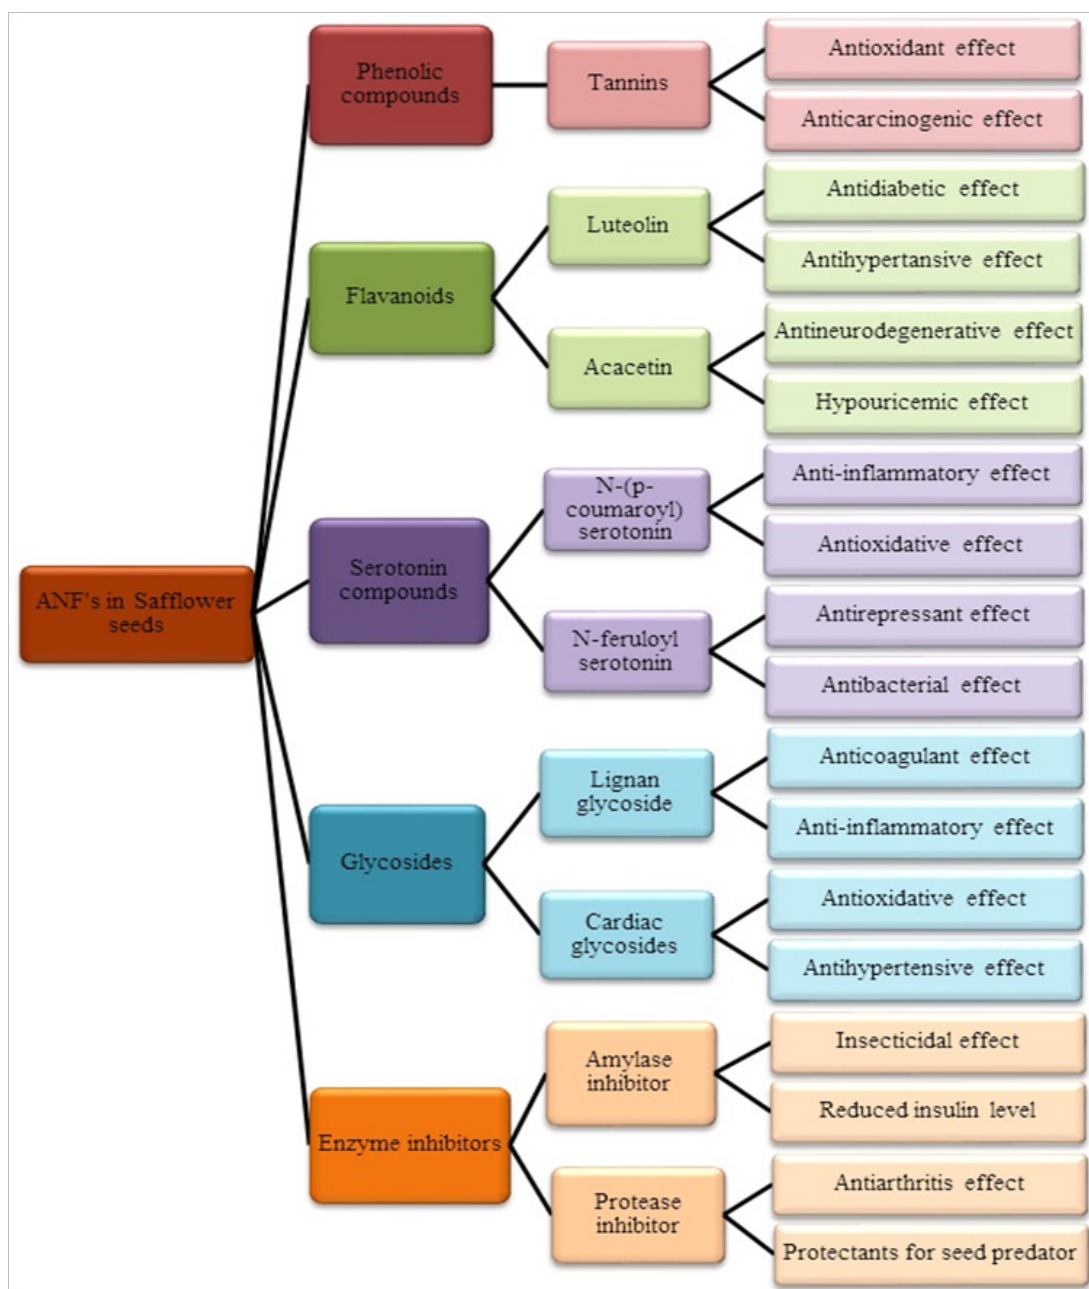 Phenolic
compounds
Tannins
Antioxidant effect
Anticarcinogenic effect
Flavanoids
Luteolin
Antidiabetic effect
Antihypertansive effect
Acacetin
Antineurodegenerative effect
Hypouricemic effect
ANF's in Safflower
seeds
Serotonin
compounds
N-(p-
coumaroyl)
serotonin
Anti-inflammatory effect
Antioxidative effect
N-feruloyl
serotonin
Antirepressant effect
Antibacterial effect
Glycosides
Lignan
glycoside
Anticoagulant effect
Anti-inflammatory effect
Cardiac
glycosides
Antioxidative effect
Antihypertensive effect
Enzyme inhibitors
Amylase
inhibitor
Insecticidal effect
Reduced insulin level
Protease
inhibitor
Antiarthritis effect
Protectants for seed predator